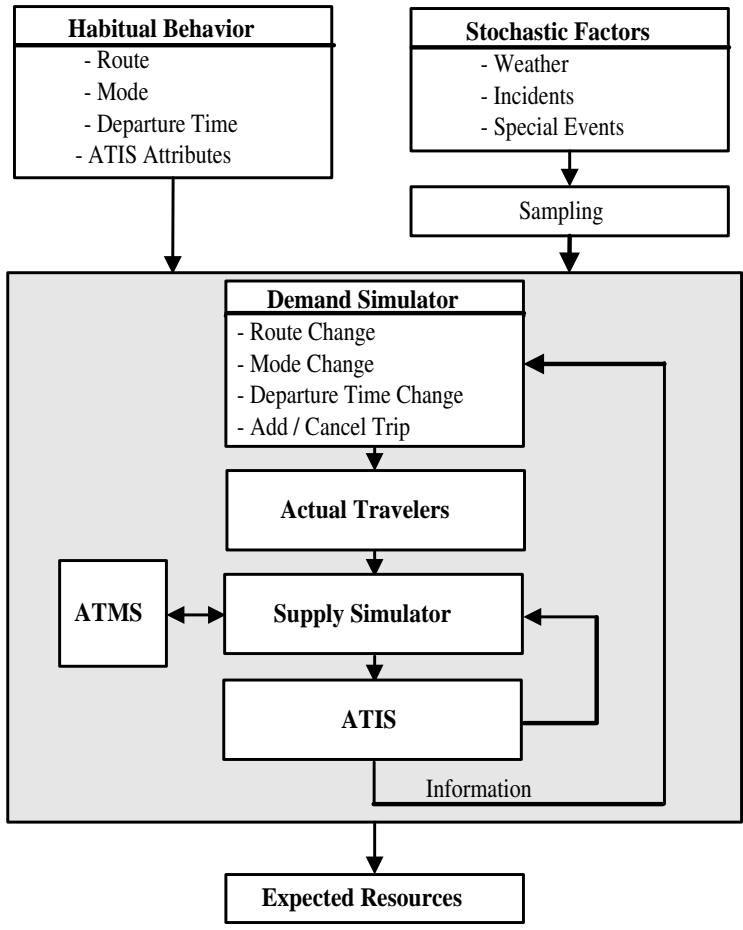 Habitual Behavior
- Route
- Mode
- Departure Time
- ATIS Attributes
Stochastic Factors
- Weather
- Incidents
- Special Events
Sampling
Demand Simulator
- Route Change
- Mode Change
- Departure Time Change
- Add / Cancel Trip
Actual Travelers
ATMS
Supply Simulator
ATIS
Information
Expected Resources